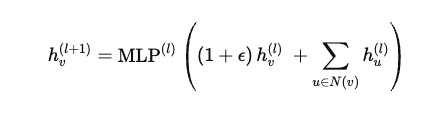 h_v^{(l+1)} = MLP^{(l)} ( (1 + ϵ) h_v^{(l)} + ∑_{u∈N(v)} h_u^{(l)} )